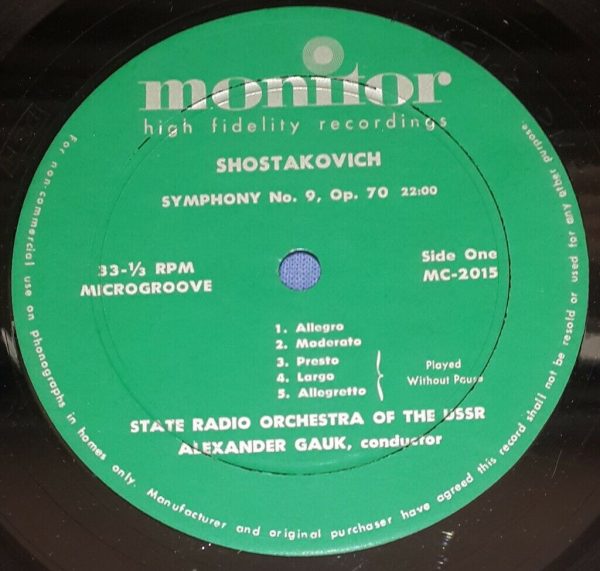 monitor
high fidelity recordings
SHOSTAKOVICH
SYMPHONY No. 9, Op. 70 22:00
33-⅓ RPM
MICROGROOVE
Side One
MC-2015
1. Allegro
2. Moderato
3. Presto
4. Largo
5. Allegretto
Played
Without Pause
STATE RADIO ORCHESTRA OF THE USSR
ALEXANDER GAUK, conductor
For non-commercial use on phonographs in homes only. Manufacturer and original purchaser have agreed this record shall not be resold or used for any other purpose.